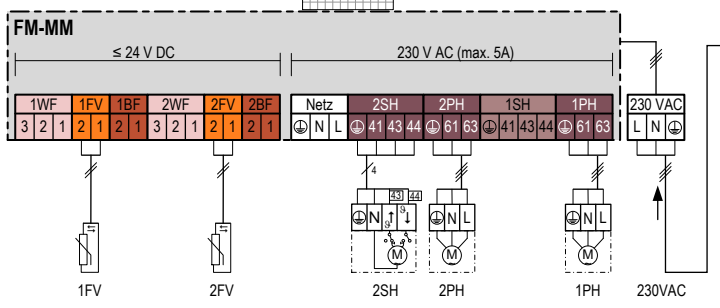 FM-MM
≤ 24 V DC 230 V AC (max. 5A)
1WF 1FV 1BF 2WF 2FV 2BF Netz 2SH 2PH 1SH 1PH 230 VAC
3 2 1 2 1 2 1 3 2 1 2 1 2 1 N L 41 43 44 61 63 41 43 44 61 63 L N
4
43 44
N ϑ ϑ N L N L
M M M
1FV 2FV 2SH 2PH 1PH 230VAC